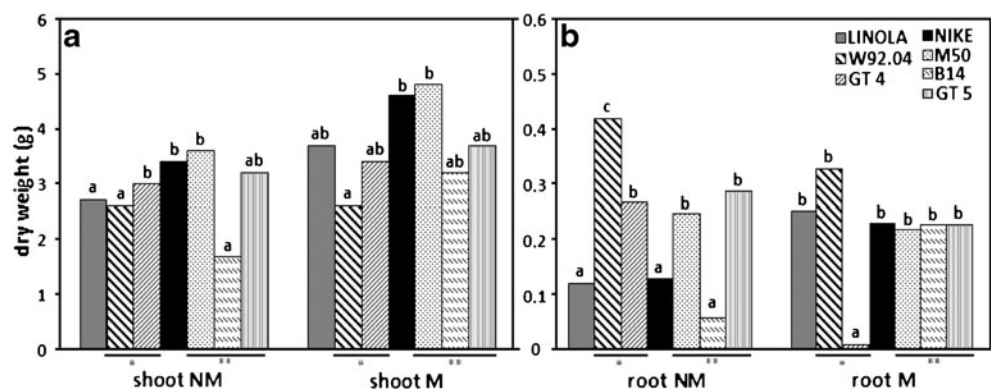 a
b
dry weight (g)
6
5
4
3
2
1
0
a a b b b a ab
ab a ab b b ab ab
* **
* **
shoot NM shoot M
0.6
0.5
0.4
0.3
0.2
0.1
0
LINOLA NIKE
W92.04 M50
GT 4 B14
GT 5
a c b a b a b
b b a b b b b
* **
* **
root NM root M